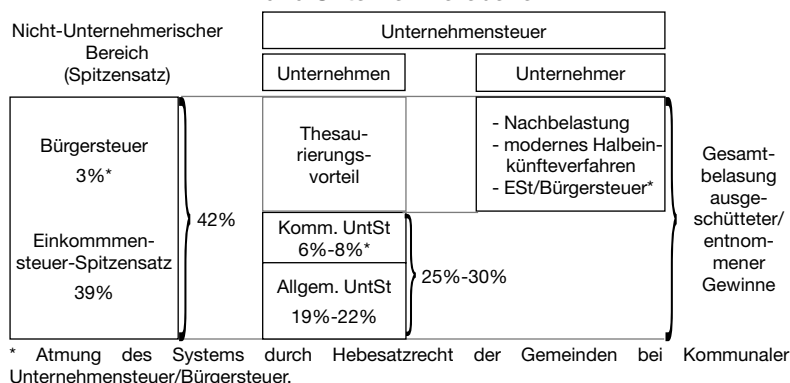 Nicht-Unternehmerischer
Bereich
(Spitzensatz)
Unternehmensteuer
Unternehmen
Unternehmer
Bürgersteuer
3%*
Einkommmen-
steuer-Spitzensatz
39%
42%
Thesau-
rierungs-
vorteil
Komm. UntSt
6%-8%*
Allgem. UntSt
19%-22%
25%-30%
- Nachbelastung
- modernes Halbein-
künfteverfahren
- ESt/Bürgersteuer*
Gesamt-
belasung
ausge-
schütteter/
entnom-
mener
Gewinne
* Atmung des Systems durch Hebesatzrecht der Gemeinden bei Kommunaler
Unternehmensteuer/Bürgersteuer.